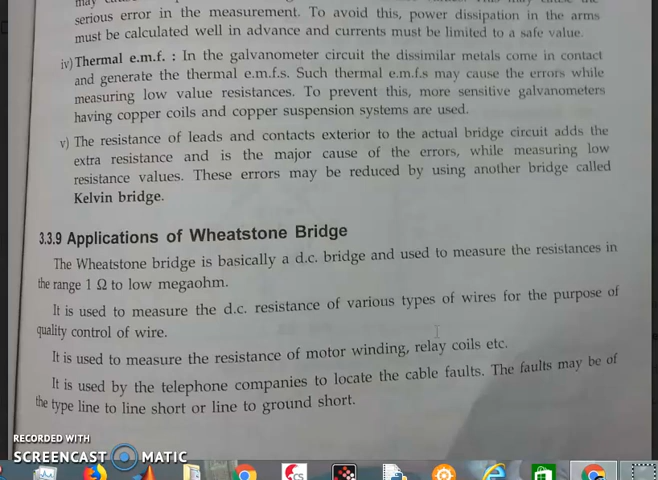 serious error in the measurement. To avoid this, power dissipation in the arms
must be calculated well in advance and currents must be limited to a safe value.
iv) Thermal e.m.f. : In the galvanometer circuit the dissimilar metals come in contact
and generate the thermal e.m.f.s. Such thermal e.m.f.s may cause the errors while
measuring low value resistances. To prevent this, more sensitive galvanometers
having copper coils and copper suspension systems are used.
v) The resistance of leads and contacts exterior to the actual bridge circuit adds the
extra resistance and is the major cause of the errors, while measuring low
resistance values. These errors may be reduced by using another bridge called
Kelvin bridge.
3.3.9 Applications of Wheatstone Bridge
The Wheatstone bridge is basically a d.c. bridge and used to measure the resistances in
the range 1 Ω to low megaohm.
It is used to measure the d.c. resistance of various types of wires for the purpose of
quality control of wire.
It is used to measure the resistance of motor winding, relay coils etc.
It is used by the telephone companies to locate the cable faults. The faults may be of
the type line to line short or line to ground short.
RECORDED WITH
SCREENCAST MATIC